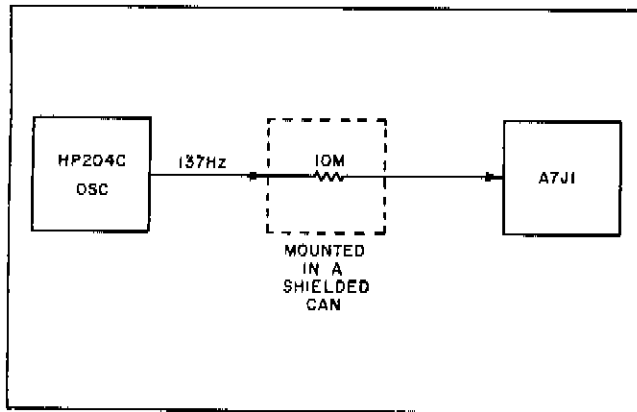 HP204C
OSC
137Hz
10M
A7J1
MOUNTED
IN A
SHIELDED
CAN